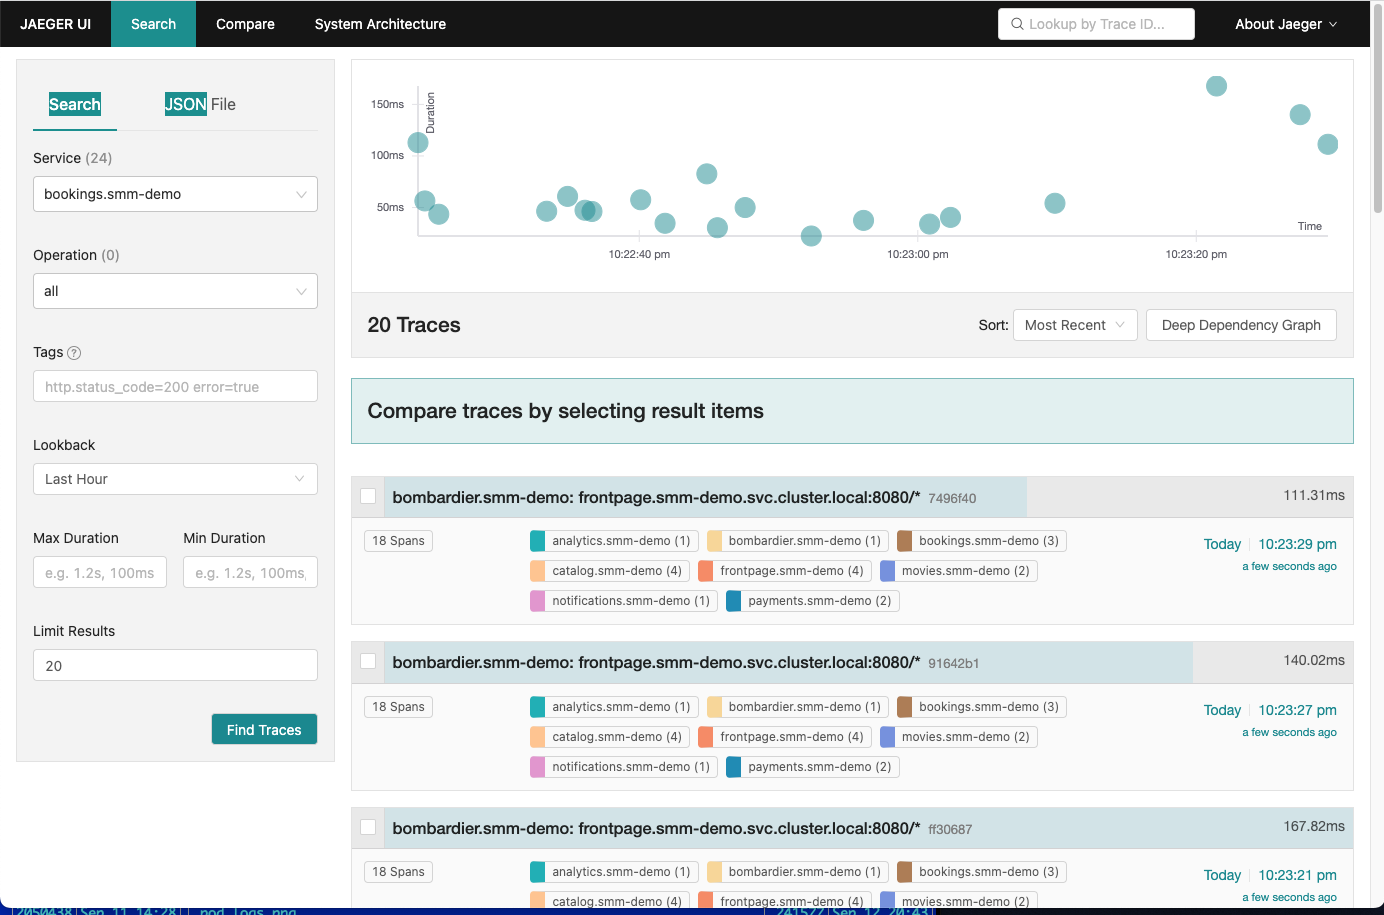 JAEGER UI Search Compare System Architecture Lookup by Trace ID... About Jaeger
Search JSON File
Service (24)
bookings.smm-demo
Operation (0)
all
Tags ?
http.status_code=200 error=true
Lookback
Last Hour
Max Duration Min Duration
e.g. 1.2s, 100ms e.g. 1.2s, 100ms,
Limit Results
20
Find Traces
Duration
150ms
100ms
50ms
Time
10:22:40 pm 10:23:00 pm 10:23:20 pm
20 Traces Sort: Most Recent Deep Dependency Graph
Compare traces by selecting result items
bombardier.smm-demo: frontpage.smm-demo.svc.cluster.local:8080/* 7496f40 111.31ms
18 Spans analytics.smm-demo (1) bombardier.smm-demo (1) bookings.smm-demo (3) Today 10:23:29 pm
catalog.smm-demo (4) frontpage.smm-demo (4) movies.smm-demo (2) a few seconds ago
notifications.smm-demo (1) payments.smm-demo (2)
bombardier.smm-demo: frontpage.smm-demo.svc.cluster.local:8080/* 91642b1 140.02ms
18 Spans analytics.smm-demo (1) bombardier.smm-demo (1) bookings.smm-demo (3) Today 10:23:27 pm
catalog.smm-demo (4) frontpage.smm-demo (4) movies.smm-demo (2) a few seconds ago
notifications.smm-demo (1) payments.smm-demo (2)
bombardier.smm-demo: frontpage.smm-demo.svc.cluster.local:8080/* ff30687 167.82ms
18 Spans analytics.smm-demo (1) bombardier.smm-demo (1) bookings.smm-demo (3) Today 10:23:21 pm
catalog.smm-demo (4) frontpage.smm-demo (4) movies.smm-demo (2) a few seconds ago
2050438|Sep 11 14:28| pod_logs.png 241577|Sep 12 20:43|